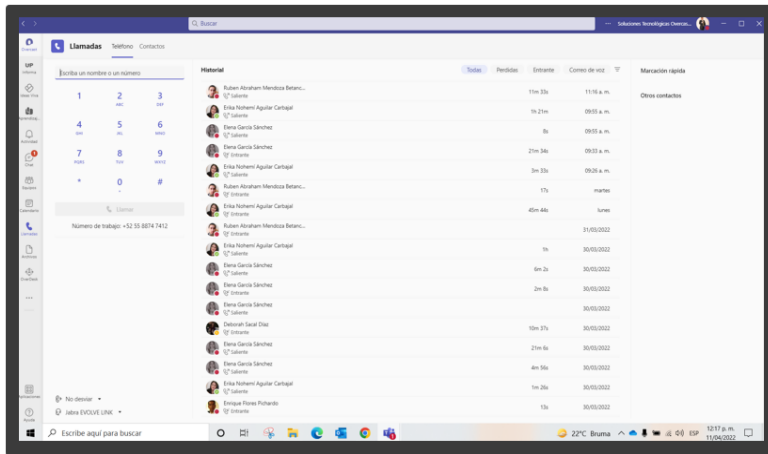 Buscar
Soluciones Tecnológicas Overcas...
Llamadas Teléfono Contactos
UP
Escriba un nombre o un número
1 2 3
ABC DEF
4 5 6
GHI JKL MNO
7 8 9
PQRS TUV WXYZ
* 0 #
+
Llamar
Número de trabajo: +52 55 8874 7412
Actividad
Chat
Equipos
Calendario
Llamadas
Archivos
Aplicaciones
Ayuda
No desviar
Jabra EVOLVE LINK
Historial Todas Perdidas Entrante Correo de voz
Ruben Abraham Mendoza Betanc... 11m 33s 11:16 a. m.
Saliente
Erika Nohemí Aguilar Carbajal 1h 21m 09:55 a. m.
Saliente
Elena García Sánchez 8s 09:55 a. m.
Saliente
Elena García Sánchez 21m 34s 09:33 a. m.
Entrante
Erika Nohemí Aguilar Carbajal 3m 33s 09:26 a. m.
Saliente
Ruben Abraham Mendoza Betanc... 17s martes
Entrante
Erika Nohemí Aguilar Carbajal 45m 44s lunes
Entrante
Ruben Abraham Mendoza Betanc... 31/03/2022
Entrante
Erika Nohemí Aguilar Carbajal 1h 30/03/2022
Saliente
Elena García Sánchez 6m 2s 30/03/2022
Saliente
Elena García Sánchez 2m 8s 30/03/2022
Entrante
Elena García Sánchez 30/03/2022
Saliente
Deborah Sacal Díaz 10m 37s 30/03/2022
Entrante
Elena García Sánchez 21m 6s 30/03/2022
Saliente
Elena García Sánchez 4m 56s 30/03/2022
Saliente
Erika Nohemí Aguilar Carbajal 1m 26s 30/03/2022
Saliente
Enrique Flores Pichardo 13s 30/03/2022
Entrante
Marcación rápida
Otros contactos
Escribe aquí para buscar
22°C Bruma
ESP
12:17 p. m.
11/04/2022